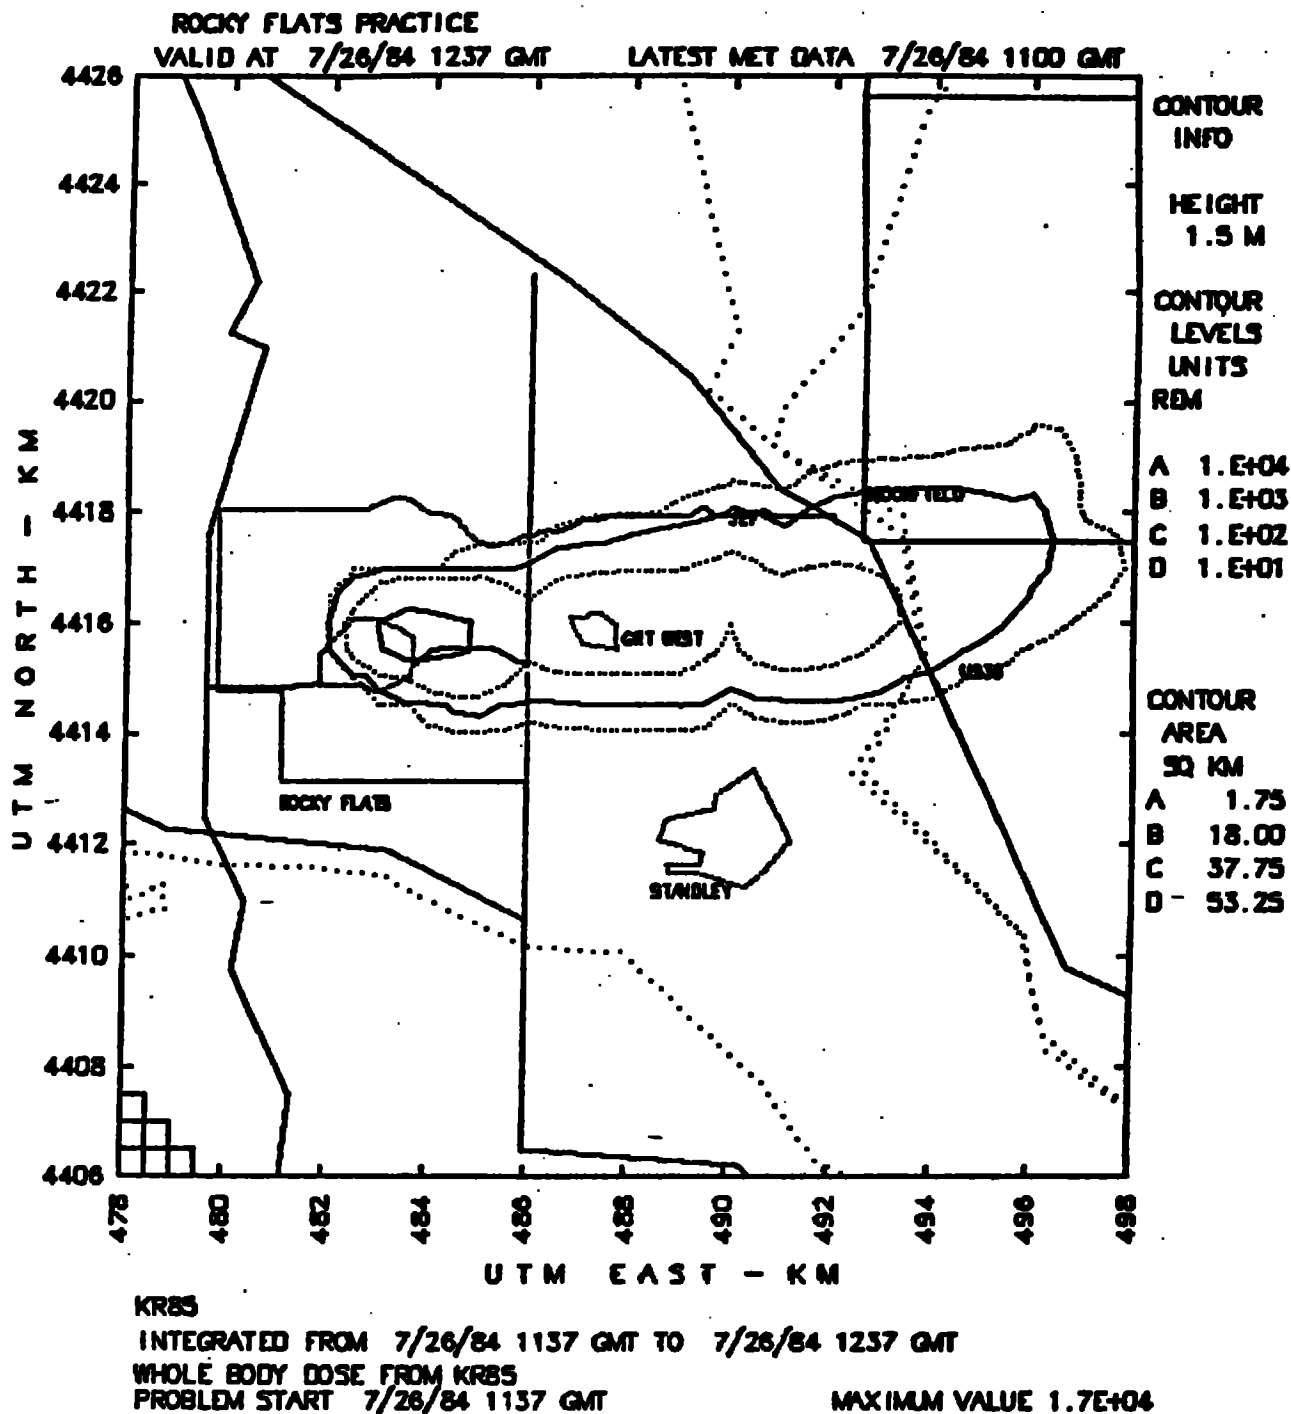 ROCKY FLATS PRACTICE
VALID AT 7/26/84 1237 GMT LATEST MET DATA 7/26/84 1100 GMT
CONTOUR
INFO
HEIGHT
1.5 M
CONTOUR
LEVELS
UNITS
REM
A 1.E+04
B 1.E+03
C 1.E+02
D 1.E+01
CONTOUR
AREA
SQ KM
A 1.75
B 18.00
C 37.75
D 53.25
UTM NORTH - KM
4426
4424
4422
4420
4418
4416
4414
4412
4410
4408
4406
JEF
GRT WEST
US36
ROCKY FLATS
STANDLEY
478
480
482
484
486
488
490
492
494
496
498
UTM EAST - KM
KR85
INTEGRATED FROM 7/26/84 1137 GMT TO 7/26/84 1237 GMT
WHOLE BODY DOSE FROM KR85
PROBLEM START 7/26/84 1137 GMT MAXIMUM VALUE 1.7E+04